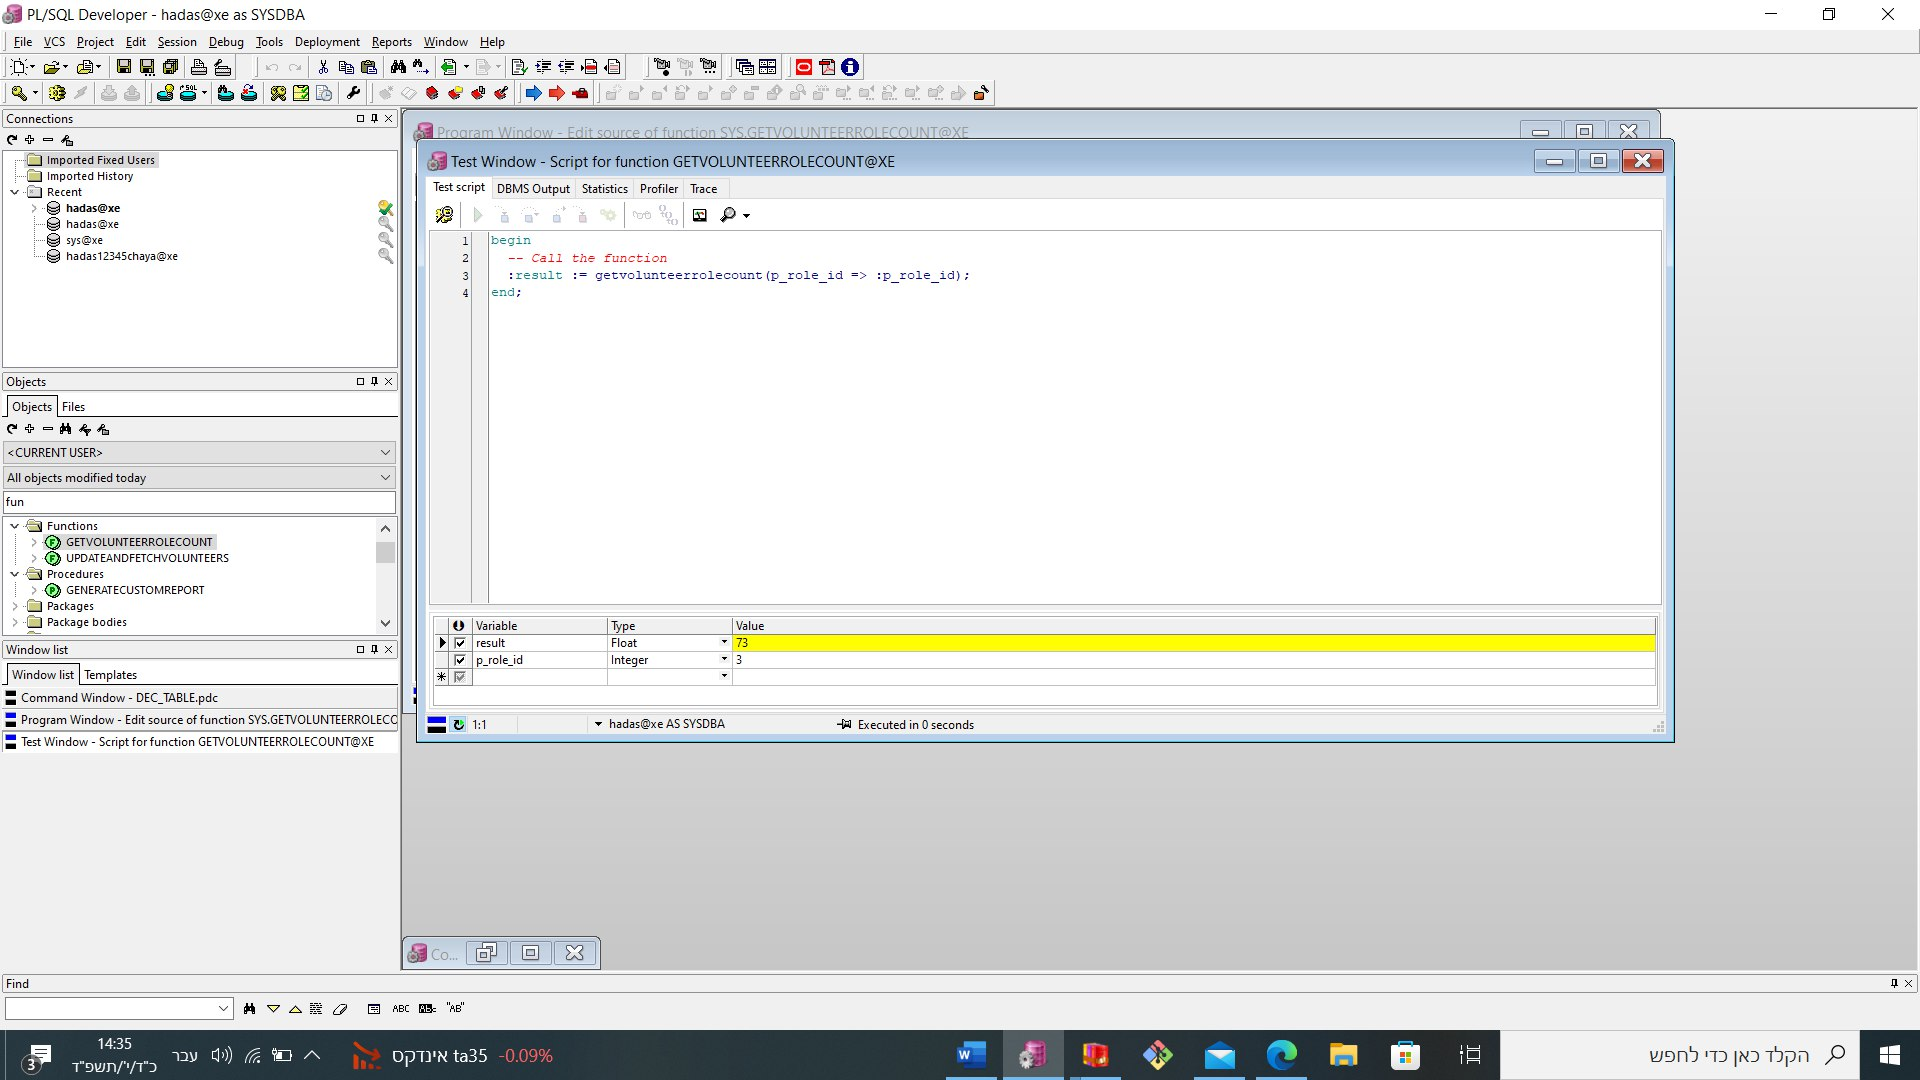 PL/SQL Developer - hadas@xe as SYSDBA
File VCS Project Edit Session Debug Tools Deployment Reports Window Help
Connections
Imported Fixed Users
Imported History
Recent
hadas@xe
hadas@xe
sys@xe
hadas12345chaya@xe
Objects
Objects Files
<CURRENT USER>
All objects modified today
fun
Functions
GETVOLUNTEERROLECOUNT
UPDATEANDFETCHVOLUNTEERS
Procedures
GENERATECUSTOMREPORT
Packages
Package bodies
Window list
Window list Templates
Command Window - DEC_TABLE.pdc
Program Window - Edit source of function SYS.GETVOLUNTEERROLECO
Test Window - Script for function GETVOLUNTEERROLECOUNT@XE
Program Window - Edit source of function SYS.GETVOLUNTEERROLECOUNT@XE
Test Window - Script for function GETVOLUNTEERROLECOUNT@XE
Test script DBMS Output Statistics Profiler Trace
1 begin
2 -- Call the function
3 :result := getvolunteerrolecount(p_role_id => :p_role_id);
4 end;
Variable Type Value
result Float 73
p_role_id Integer 3
1:1 hadas@xe AS SYSDBA Executed in 0 seconds
Co...
Find
ABC "AB"
3
14:35
כ"ד/י'/תשפ"ד
עבר
אינדקס ta35 -0.09%
הקלד כאן כדי לחפש